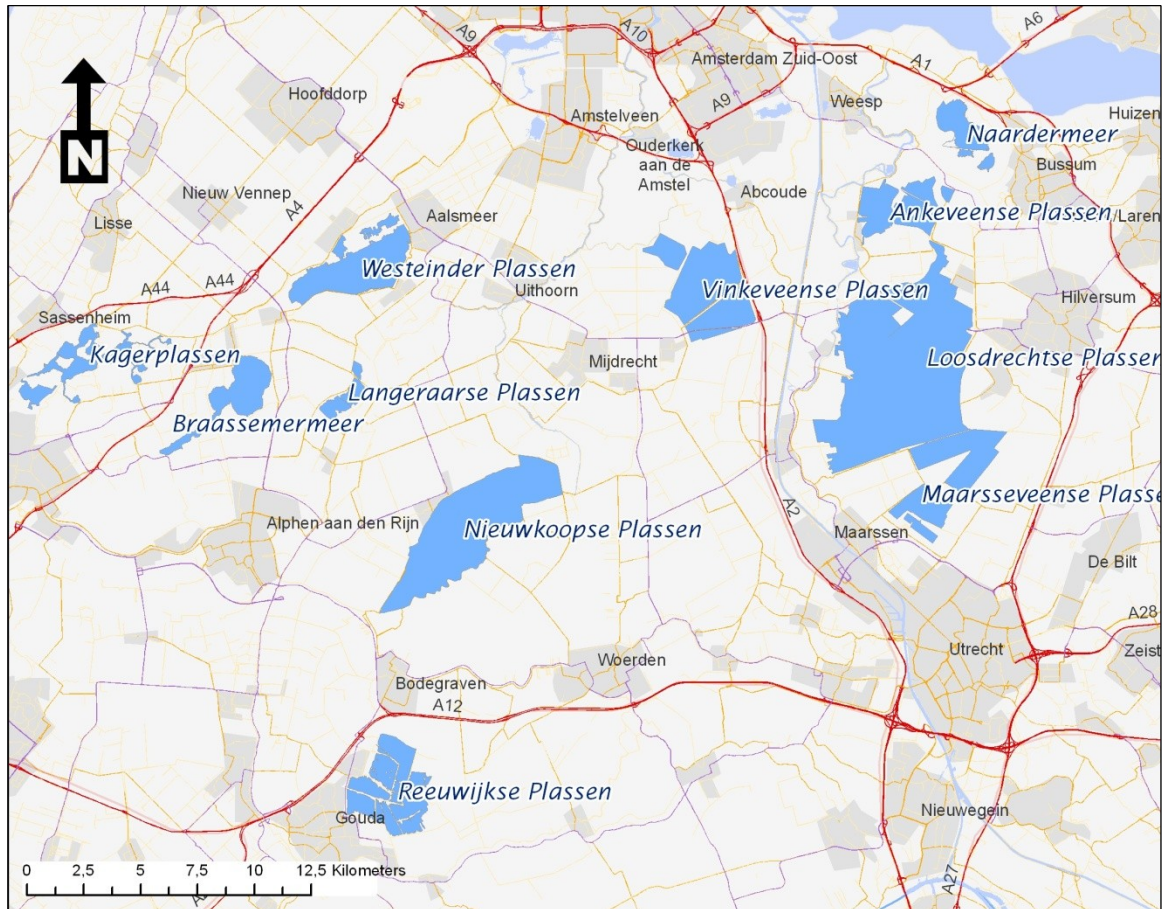 A6
A9
A10
A1
Amsterdam Zuid-Oost
Hoofddorp
A9
Weesp
Huizen
Amstelveen
Naardermeer
N
Ouderkerk
aan de
Amstel
Bussum
Nieuw Vennep
Abcoude
A4
Lisse
Aalsmeer
Ankeveense Plassen
/Laren
Westeinder Plassen
A44
A44
Uithoorn
Vinkeveense Plassen
Hilversum
Sassenheim
Kagerplassen
Mijdrecht
Loosdrechtse Plassen
Langeraarse Plassen
Braassemermeer
Maarsseveense Plasse
A2
Alphen aan den Rijn
Nieuwkoopse Plassen
Maarssen
De Bilt
A28
Utrecht
Zeist
Woerden
Bodegraven
A12
Reeuwijkse Plassen
Gouda
Nieuwegein
0 2,5 5 7,5 10 12,5 Kilometers
A27